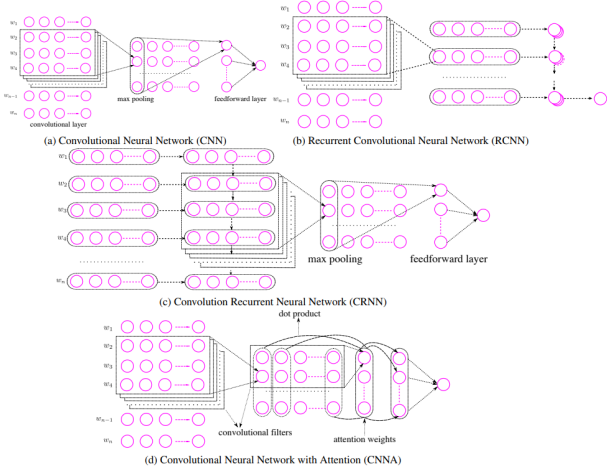 w1
w2
w3
w4
wn−1
wn
convolutional layer
max pooling
feedforward layer
(a) Convolutional Neural Network (CNN)
w1
w2
w3
w4
wn−1
wn
(b) Recurrent Convolutional Neural Network (RCNN)
w1
w2
w3
w4
wn
max pooling
feedforward layer
(c) Convolution Recurrent Neural Network (CRNN)
dot product
w1
w2
w3
w4
wn−1
wn
convolutional filters
attention weights
(d) Convolutional Neural Network with Attention (CNNA)